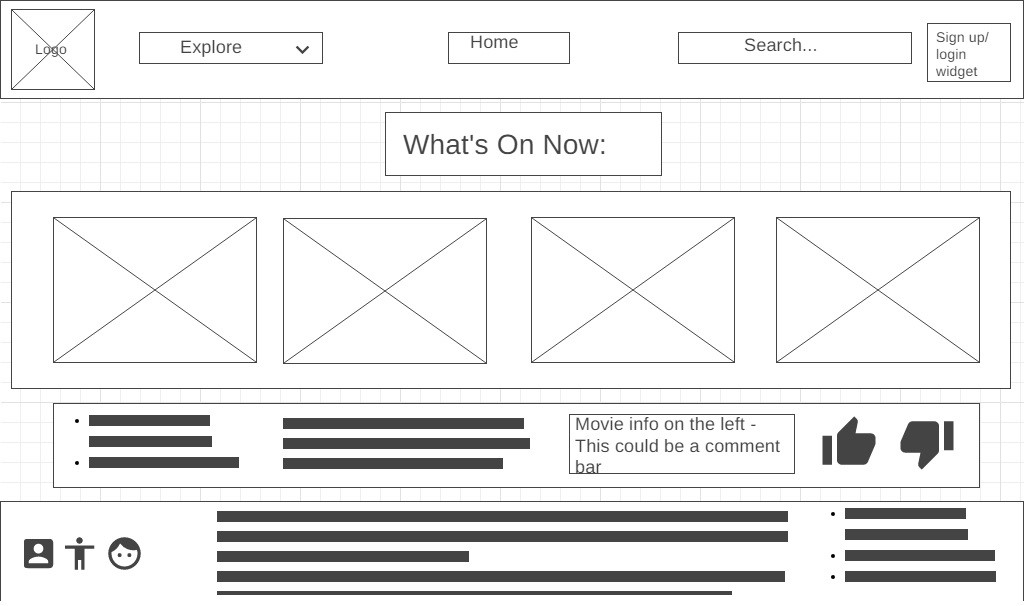 Logo
Explore
Home
Search...
Sign up/
login
widget
What's On Now:
Movie info on the left -
This could be a comment
bar